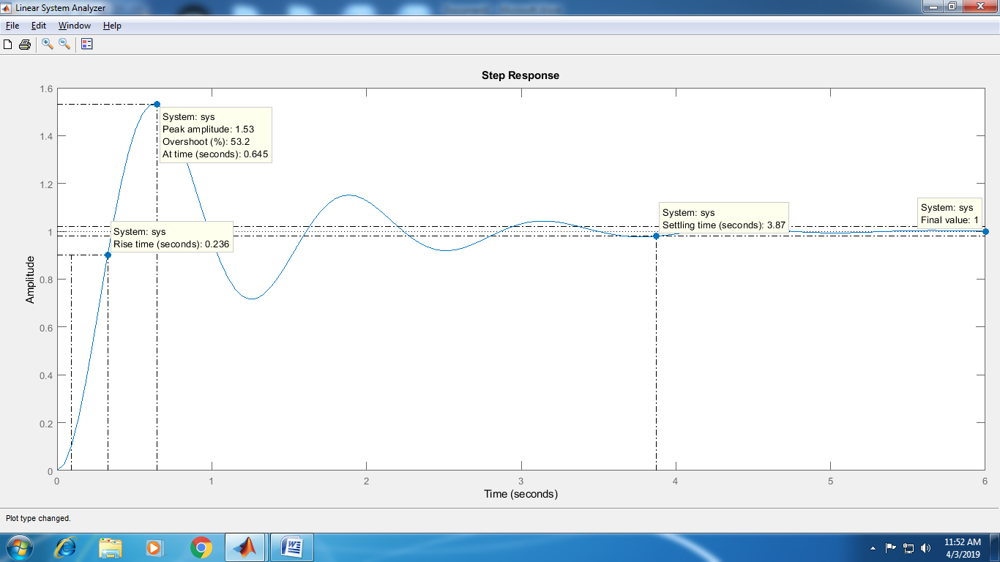 Linear System Analyzer
File Edit Window Help
Step Response
1.6
1.4
1.2
1
0.8
0.6
0.4
0.2
0
Amplitude
System: sys
Peak amplitude: 1.53
Overshoot (%): 53.2
At time (seconds): 0.645
System: sys
Rise time (seconds): 0.236
System: sys
Settling time (seconds): 3.87
System: sys
Final value: 1
0 1 2 3 4 5 6
Time (seconds)
Plot type changed.
11:52 AM
4/3/2019